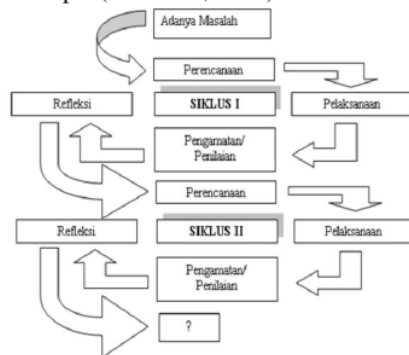 Adanya Masalah
Perencanaan
Refleksi
SIKLUS I
Pelaksanaan
Pengamatan/
Penilaian
Perencanaan
Refleksi
SIKLUS II
Pelaksanaan
Pengamatan/
Penilaian
?